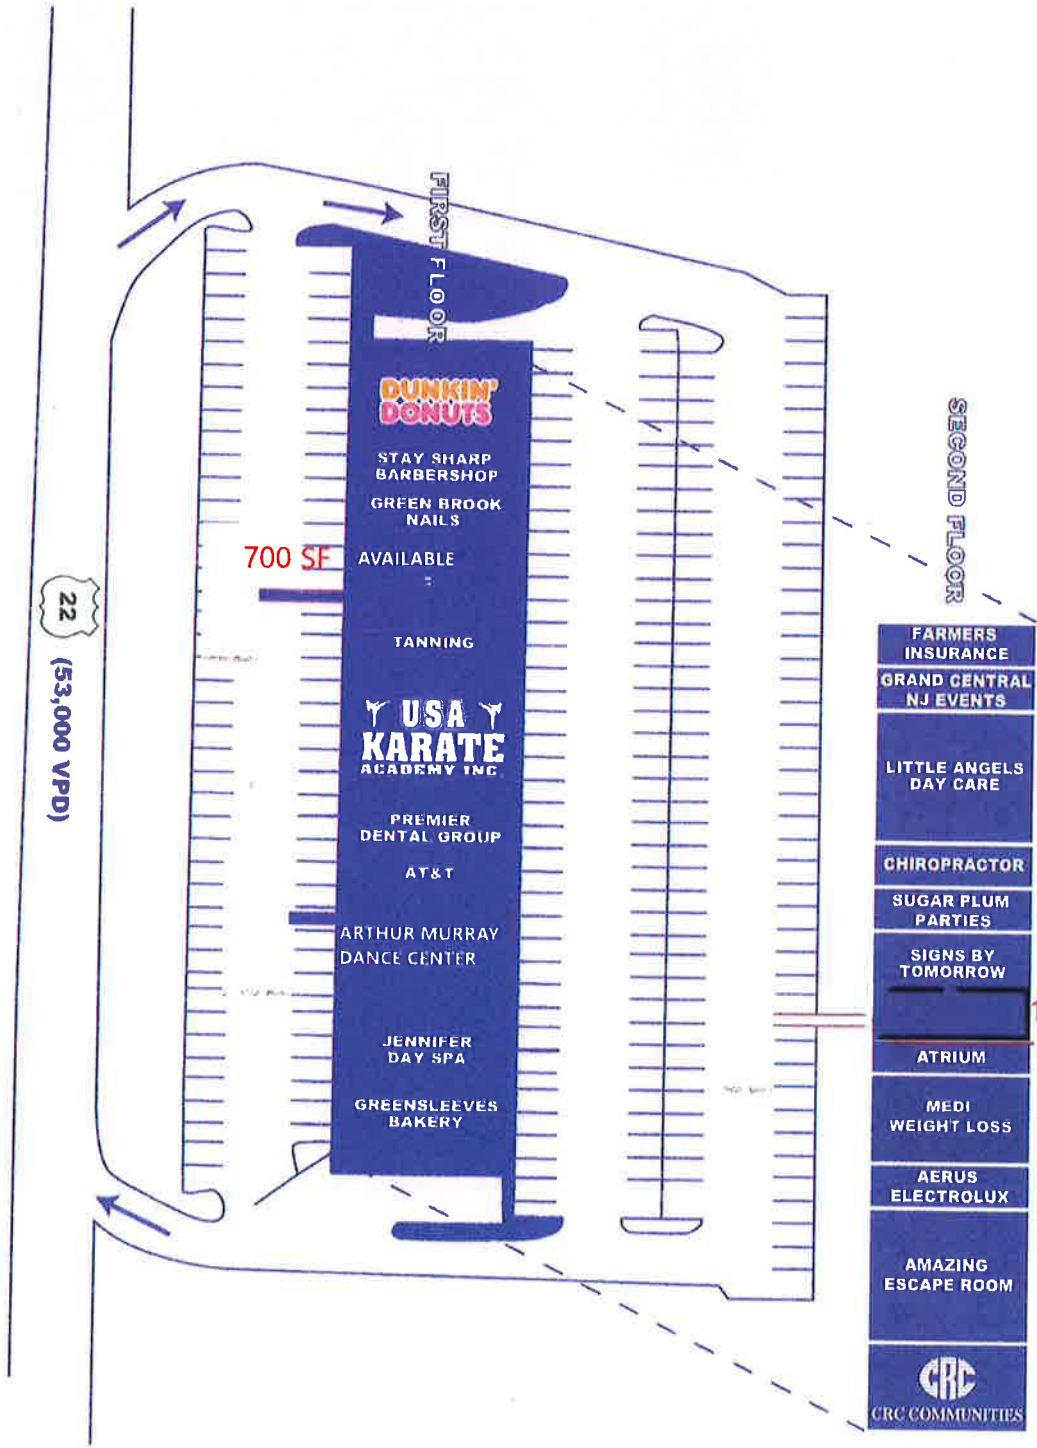 FIRST FLOOR
DUNKIN'
DONUTS
STAY SHARP
BARBERSHOP
GREEN BROOK
NAILS
700 SF
AVAILABLE
TANNING
USA
KARATE
ACADEMY INC
PREMIER
DENTAL GROUP
AT&T
ARTHUR MURRAY
DANCE CENTER
JENNIFER
DAY SPA
GREENSLEEVES
BAKERY
22
(53,000 VPD)
SECOND FLOOR
FARMERS
INSURANCE
GRAND CENTRAL
NJ EVENTS
LITTLE ANGELS
DAY CARE
CHIROPRACTOR
SUGAR PLUM
PARTIES
SIGNS BY
TOMORROW
1
ATRIUM
MEDI
WEIGHT LOSS
AERUS
ELECTROLUX
AMAZING
ESCAPE ROOM
CRC
CRC COMMUNITIES